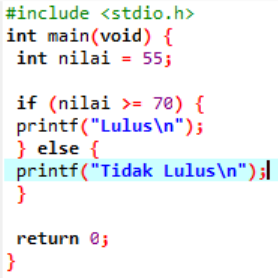 #include <stdio.h>
int main(void) {
int nilai = 55;
if (nilai >= 70) {
printf("Lulus\n");
} else {
printf("Tidak Lulus\n");
}
return 0;
}